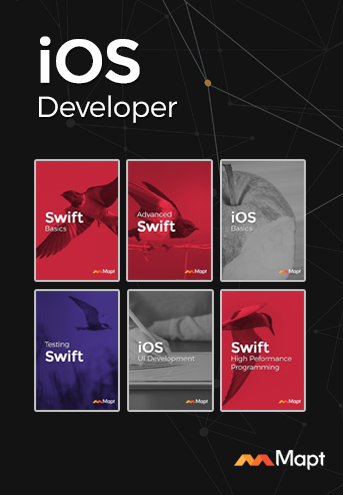 iOS
Developer
Swift
Basics
Mapt
Advanced
Swift
Mapt
iOS
Basics
Mapt
Testing
Swift
Mapt
iOS
UI Development
Mapt
Swift
High Peformance
Programming
Mapt
Mapt